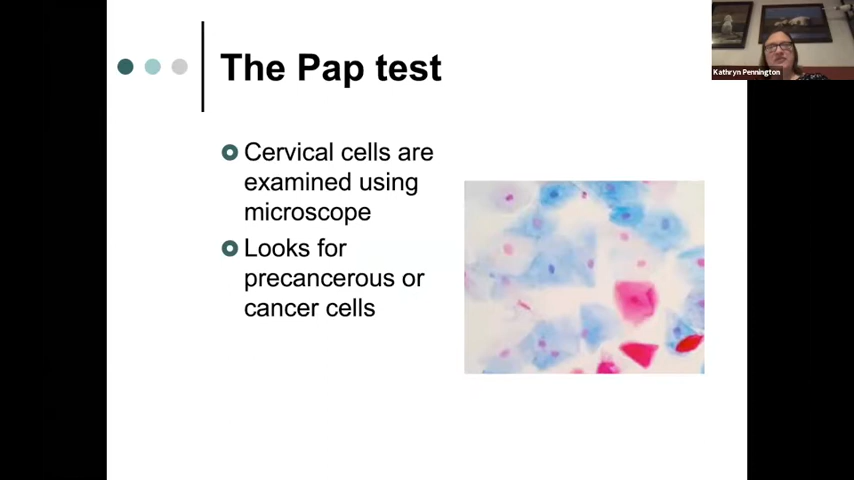 The Pap test
Cervical cells are
examined using
microscope
Looks for
precancerous or
cancer cells
Kathryn Pennington